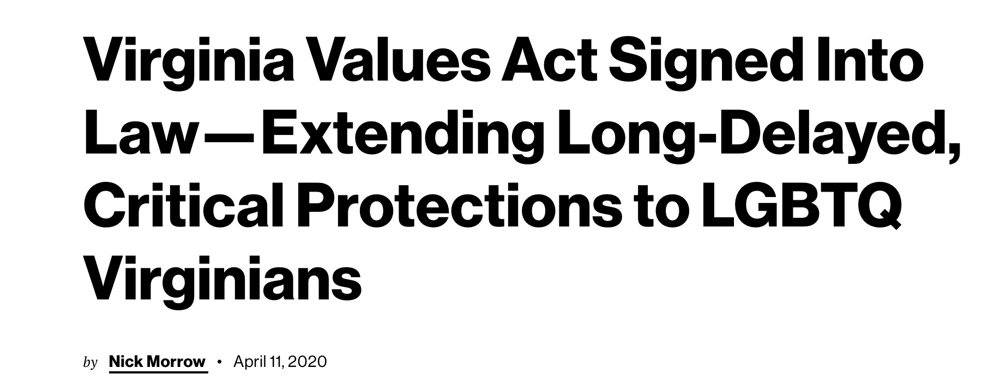 Virginia Values Act Signed Into
Law—Extending Long-Delayed,
Critical Protections to LGBTQ
Virginians
by Nick Morrow • April 11, 2020